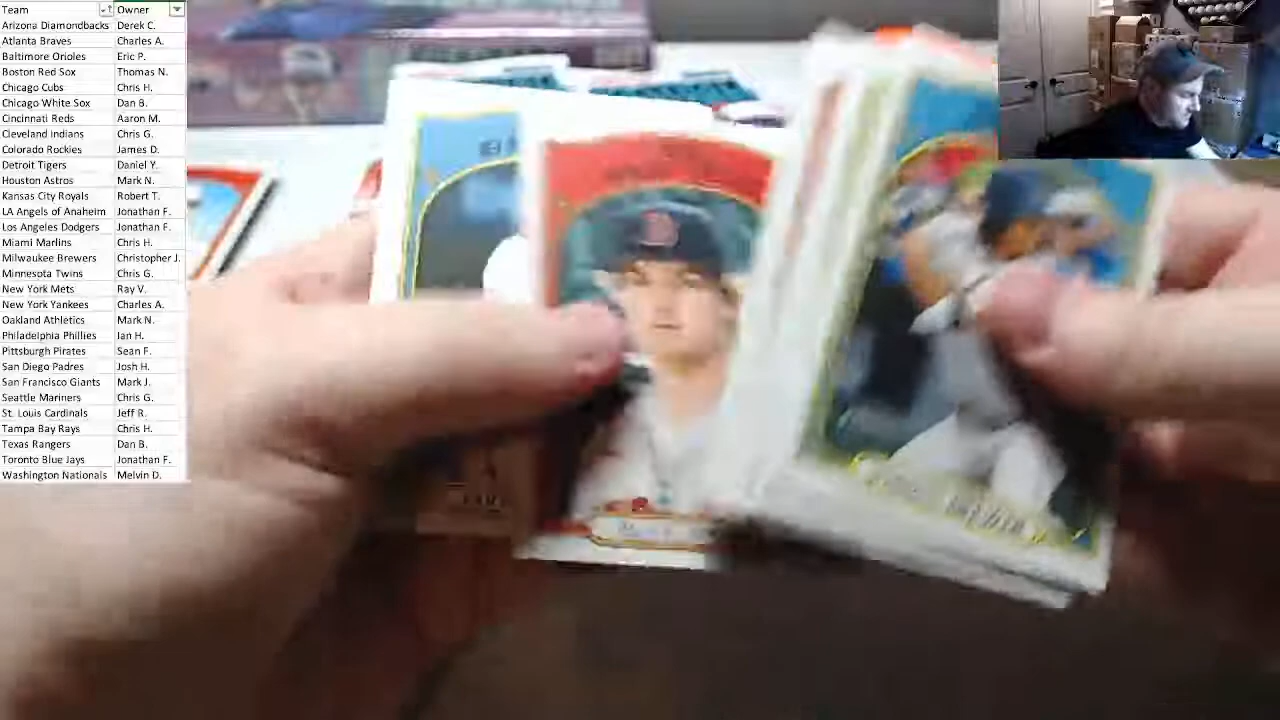 Team Owner
Arizona Diamondbacks Derek C.
Atlanta Braves Charles A.
Baltimore Orioles Eric P.
Boston Red Sox Thomas N.
Chicago Cubs Chris H.
Chicago White Sox Dan B.
Cincinnati Reds Aaron M.
Cleveland Indians Chris G.
Colorado Rockies James D.
Detroit Tigers Daniel Y.
Houston Astros Mark N.
Kansas City Royals Robert T.
LA Angels of Anaheim Jonathan F.
Los Angeles Dodgers Jonathan F.
Miami Marlins Chris H.
Milwaukee Brewers Christopher J.
Minnesota Twins Chris G.
New York Mets Ray V.
New York Yankees Charles A.
Oakland Athletics Mark N.
Philadelphia Phillies Ian H.
Pittsburgh Pirates Sean F.
San Diego Padres Josh H.
San Francisco Giants Mark J.
Seattle Mariners Chris G.
St. Louis Cardinals Jeff R.
Tampa Bay Rays Chris H.
Texas Rangers Dan B.
Toronto Blue Jays Jonathan F.
Washington Nationals Melvin D.
B